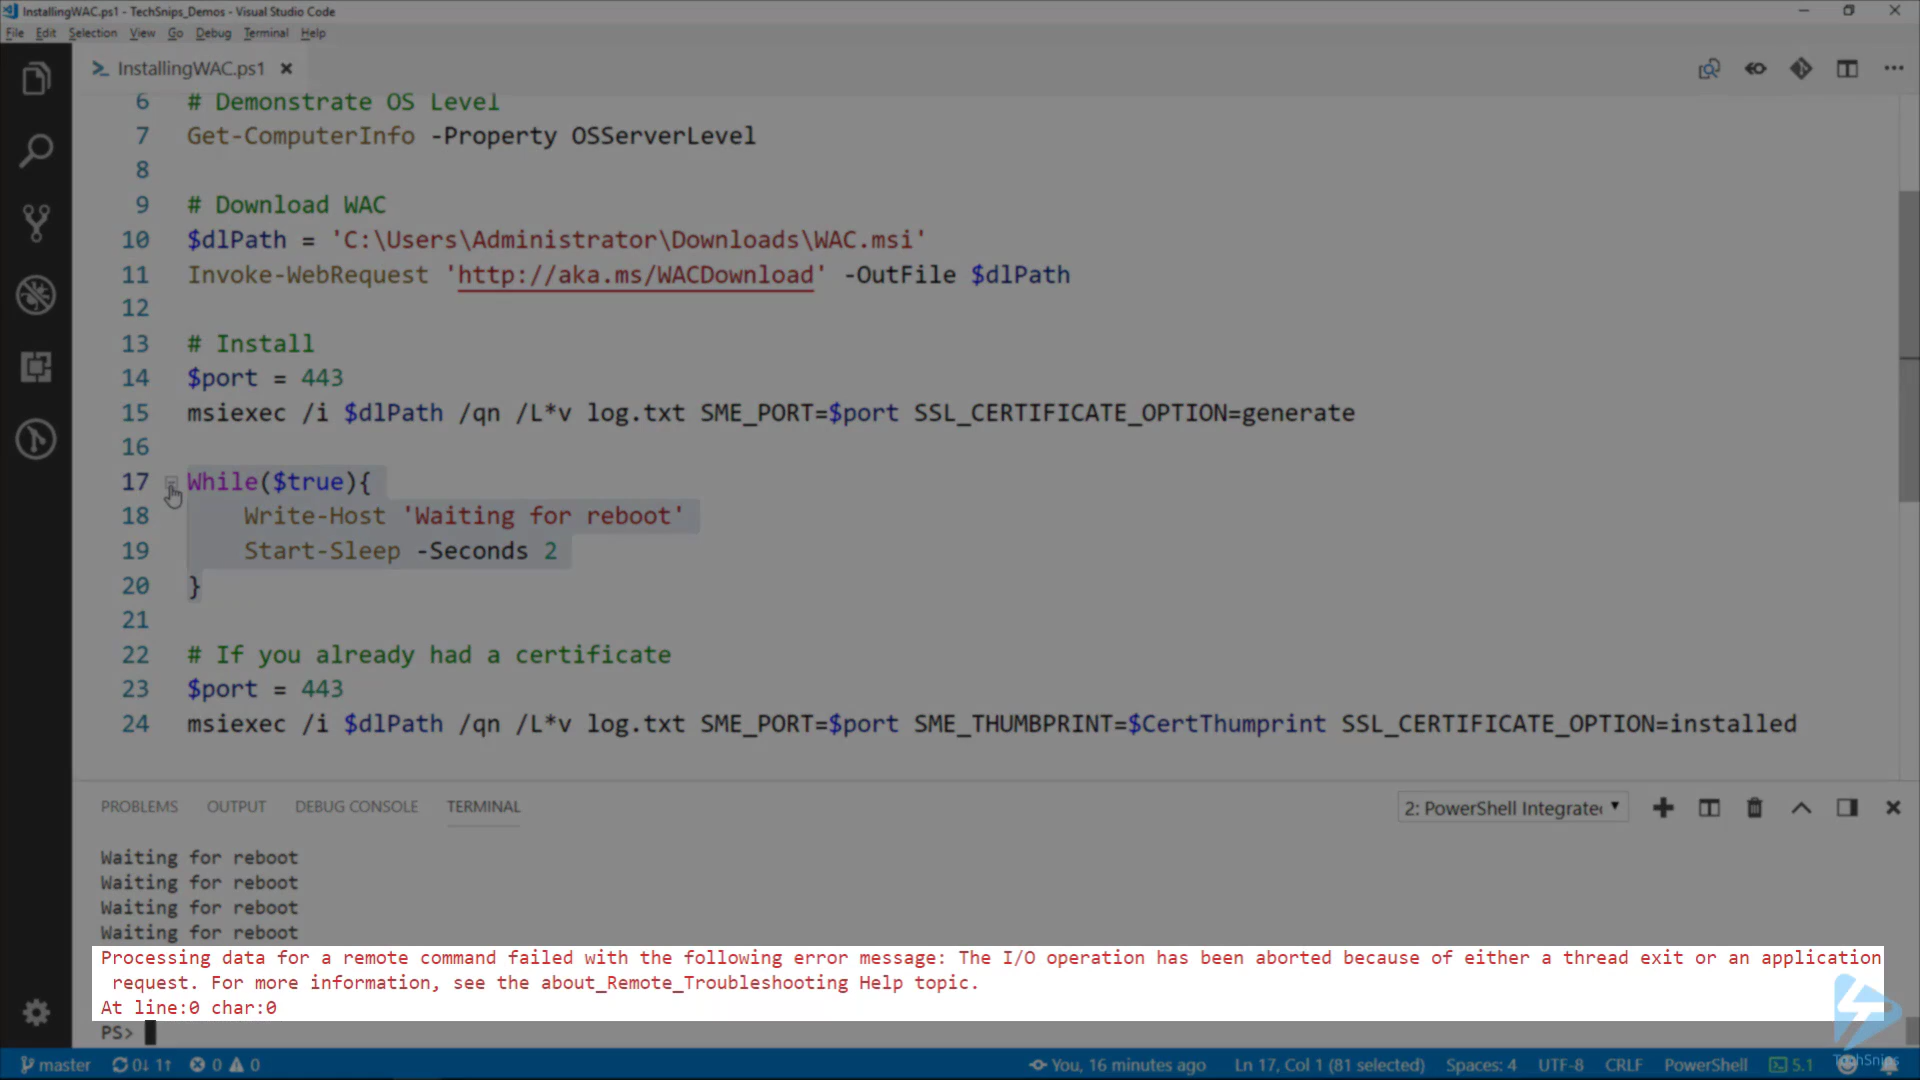 InstallingWAC.ps1 - TechSnips_Demos - Visual Studio Code
File Edit Selection View Go Debug Terminal Help
InstallingWAC.ps1
6 # Demonstrate OS Level
7 Get-ComputerInfo -Property OSServerLevel
8
9 # Download WAC
10 $dlPath = 'C:\Users\Administrator\Downloads\WAC.msi'
11 Invoke-WebRequest 'http://aka.ms/WACDownload' -OutFile $dlPath
12
13 # Install
14 $port = 443
15 msiexec /i $dlPath /qn /L*v log.txt SME_PORT=$port SSL_CERTIFICATE_OPTION=generate
16
17 While($true){
18 Write-Host 'Waiting for reboot'
19 Start-Sleep -Seconds 2
20 }
21
22 # If you already had a certificate
23 $port = 443
24 msiexec /i $dlPath /qn /L*v log.txt SME_PORT=$port SME_THUMBPRINT=$CertThumprint SSL_CERTIFICATE_OPTION=installed
PROBLEMS OUTPUT DEBUG CONSOLE TERMINAL 2: PowerShell Integrate
Waiting for reboot
Waiting for reboot
Waiting for reboot
Waiting for reboot
Processing data for a remote command failed with the following error message: The I/O operation has been aborted because of either a thread exit or an application
request. For more information, see the about_Remote_Troubleshooting Help topic.
At line:0 char:0
PS>
master 0↓ 1↑ 0 0 You, 16 minutes ago Ln 17, Col 1 (81 selected) Spaces: 4 UTF-8 CRLF PowerShell 5.1
TechSnips